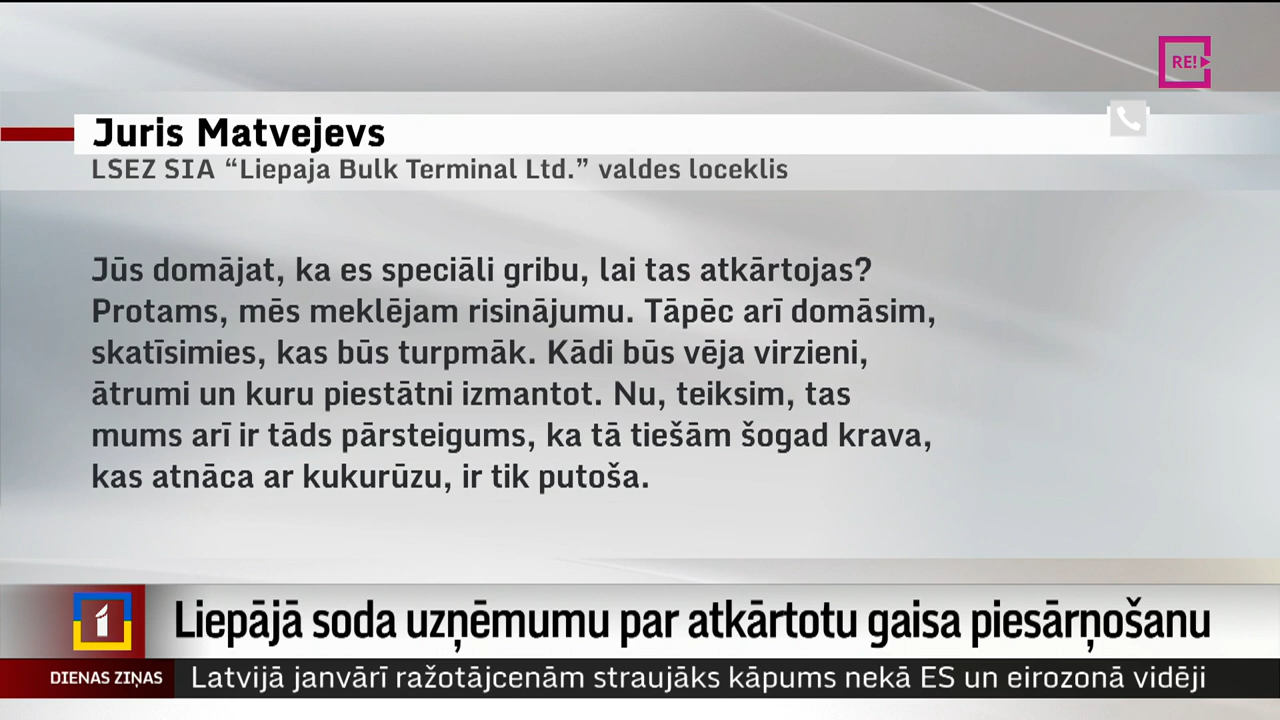 RE!
Juris Matvejevs
LSEZ SIA “Liepaja Bulk Terminal Ltd.” valdes loceklis
Jūs domājat, ka es speciāli gribu, lai tas atkārtojas?
Protams, mēs meklējam risinājumu. Tāpēc arī domāsim,
skatīsimies, kas būs turpmāk. Kādi būs vēja virzieni,
ātrumi un kuru piestātni izmantot. Nu, teiksim, tas
mums arī ir tāds pārsteigums, ka tā tiešām šogad krava,
kas atnāca ar kukurūzu, ir tik putoša.
1 Liepājā soda uzņēmumu par atkārtotu gaisa piesārņošanu
DIENAS ZIŅAS Latvijā janvārī ražotājcenām straujāks kāpums nekā ES un eirozonā vidēji